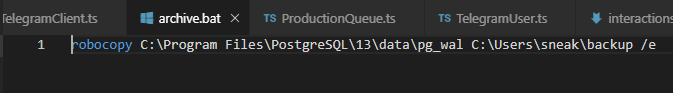 TelegramClient.ts archive.bat × TS ProductionQueue.ts TS TelegramUser.ts interactions
1 robocopy C:\Program Files\PostgreSQL\13\data\pg_wal C:\Users\sneak\backup /e